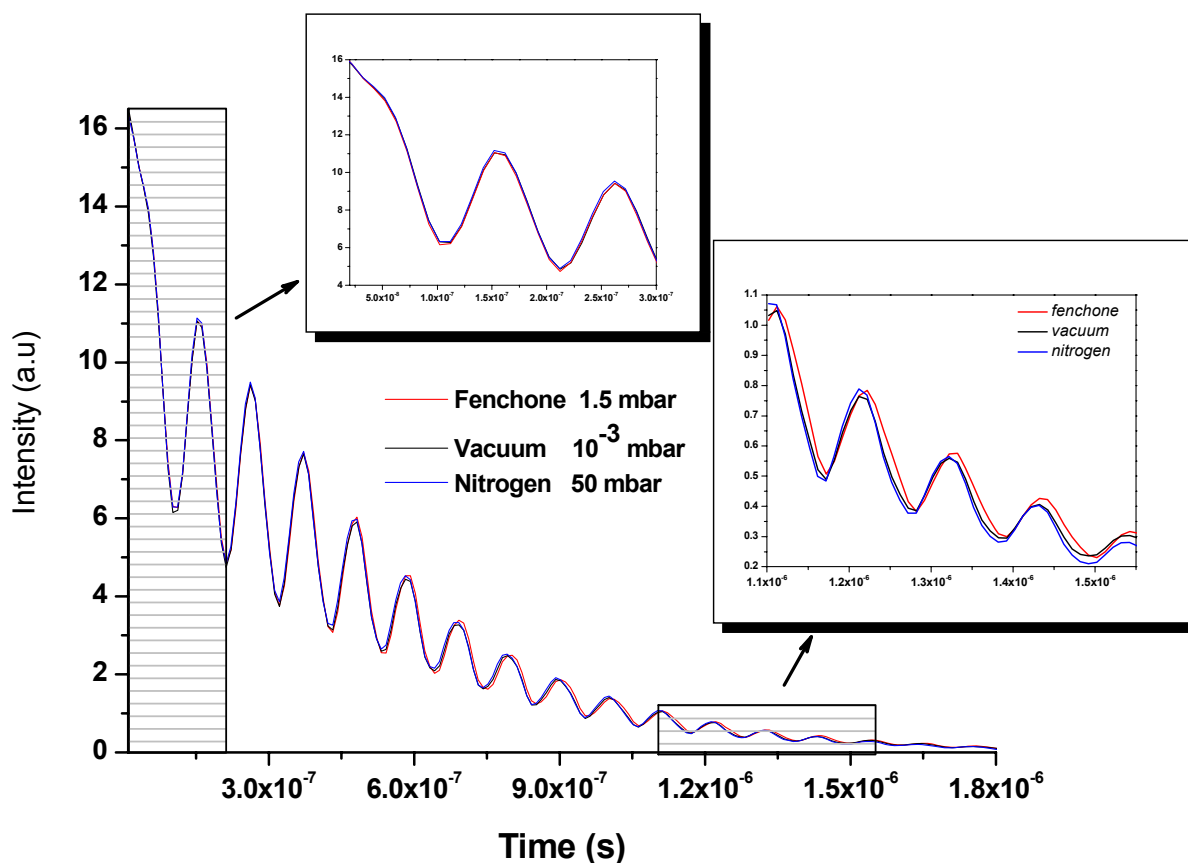 16
14
12
10
8
6
4
5.0x10⁻⁸ 1.0x10⁻⁷ 1.5x10⁻⁷ 2.0x10⁻⁷ 2.5x10⁻⁷ 3.0x10⁻⁷
16
14
12
10
8
6
4
2
0
Intensity (a.u)
Fenchone 1.5 mbar
Vacuum 10⁻³ mbar
Nitrogen 50 mbar
1.1
1.0
0.9
0.8
0.7
0.6
0.5
0.4
0.3
0.2
fenchone
vacuum
nitrogen
1.1x10⁻⁶ 1.2x10⁻⁶ 1.3x10⁻⁶ 1.4x10⁻⁶ 1.5x10⁻⁶
3.0x10⁻⁷ 6.0x10⁻⁷ 9.0x10⁻⁷ 1.2x10⁻⁶ 1.5x10⁻⁶ 1.8x10⁻⁶
Time (s)